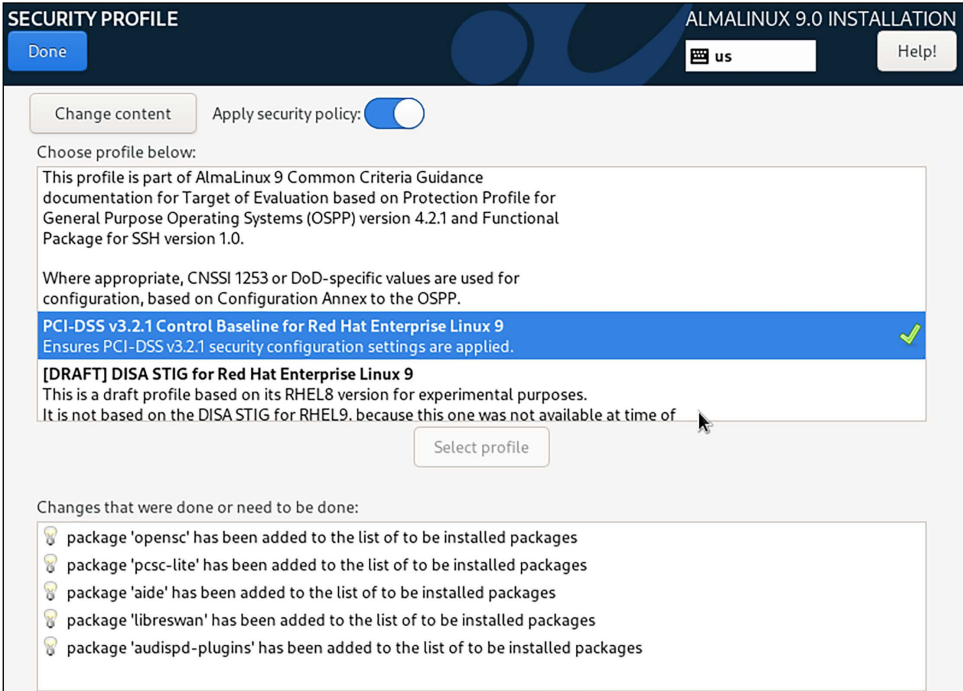 SECURITY PROFILE
ALMALINUX 9.0 INSTALLATION
Done
us
Help!
Change content
Apply security policy:
Choose profile below:
This profile is part of AlmaLinux 9 Common Criteria Guidance
documentation for Target of Evaluation based on Protection Profile for
General Purpose Operating Systems (OSPP) version 4.2.1 and Functional
Package for SSH version 1.0.
Where appropriate, CNSSI 1253 or DoD-specific values are used for
configuration, based on Configuration Annex to the OSPP.
PCI-DSS v3.2.1 Control Baseline for Red Hat Enterprise Linux 9
Ensures PCI-DSS v3.2.1 security configuration settings are applied.
[DRAFT] DISA STIG for Red Hat Enterprise Linux 9
This is a draft profile based on its RHEL8 version for experimental purposes.
It is not based on the DISA STIG for RHEL9, because this one was not available at time of
Select profile
Changes that were done or need to be done:
package 'opensc' has been added to the list of to be installed packages
package 'pcsc-lite' has been added to the list of to be installed packages
package 'aide' has been added to the list of to be installed packages
package 'libreswan' has been added to the list of to be installed packages
package 'audispd-plugins' has been added to the list of to be installed packages